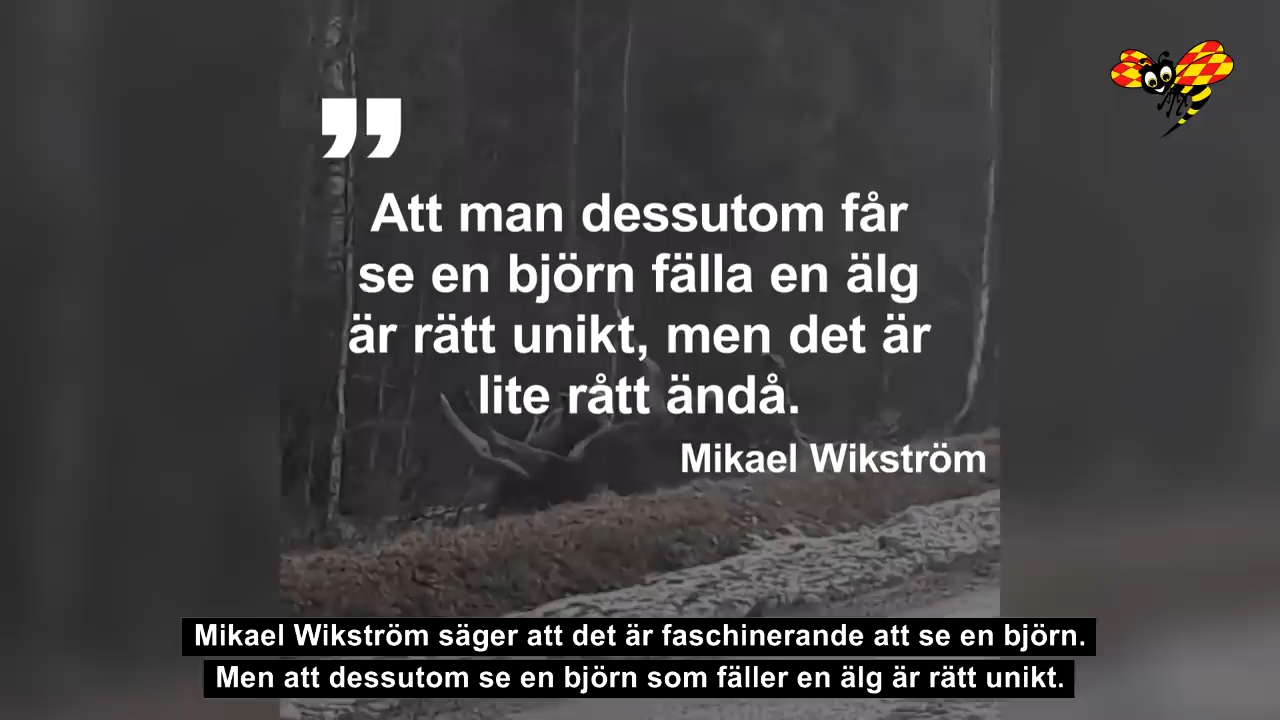 ”
Att man dessutom får
se en björn fälla en älg
är rätt unikt, men det är
lite rått ändå.
Mikael Wikström
Mikael Wikström säger att det är faschinerande att se en björn.
Men att dessutom se en björn som fäller en älg är rätt unikt.